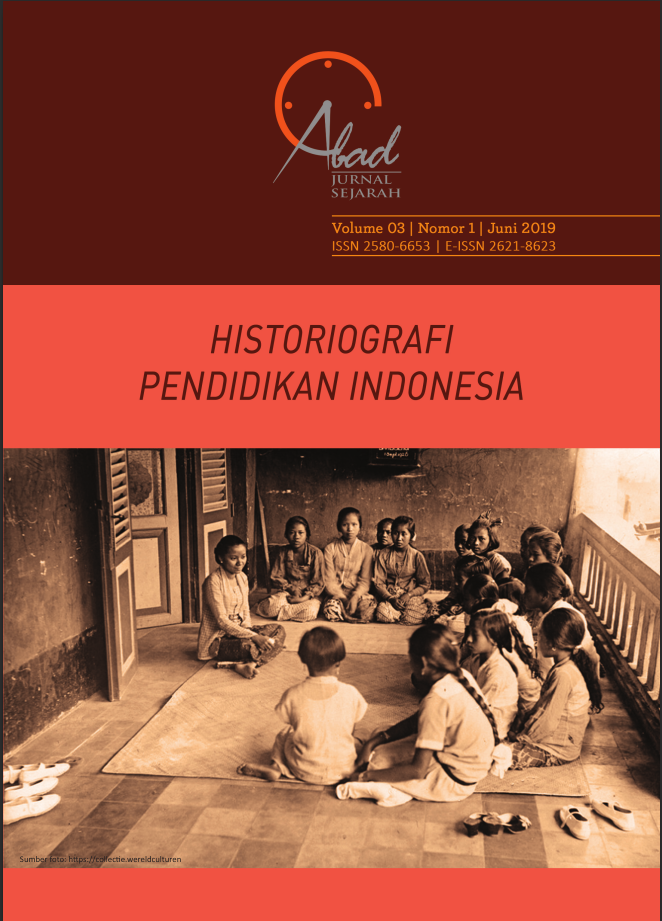 Abad
JURNAL
SEJARAH
Volume 03 | Nomor 1 | Juni 2019
ISSN 2580-6653 | E-ISSN 2621-8623
HISTORIOGRAFI
PENDIDIKAN INDONESIA
Sumber foto: https://collectie.wereldculturen